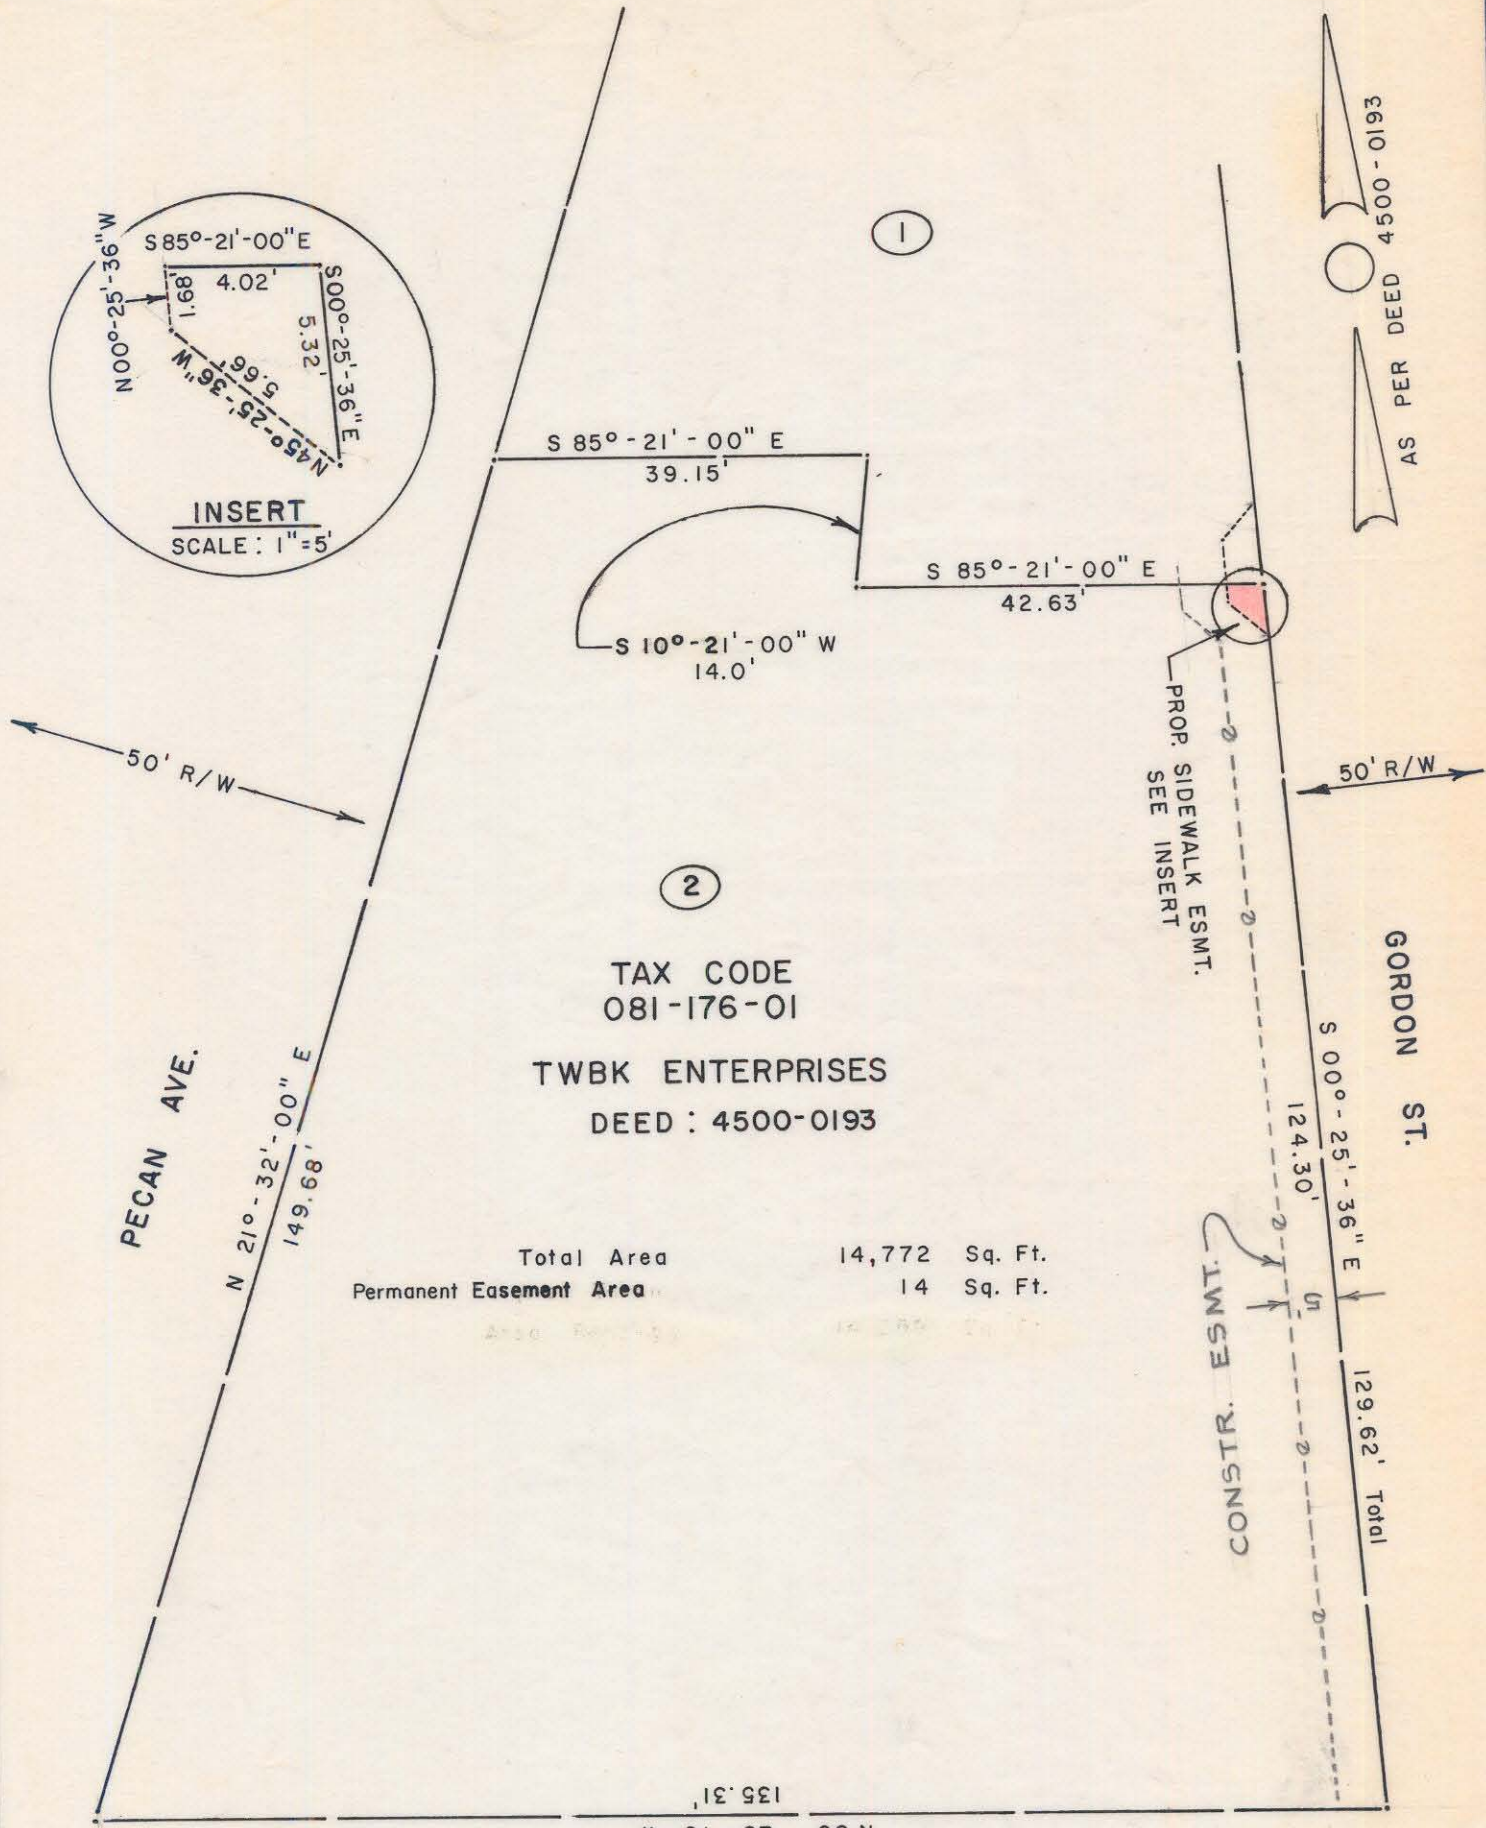 AS PER DEED 4500-0193
1
N00°-25'-36"W
S85°-21'-00"E
4.02'
1.68'
S00°-25'-36"E
5.32'
5.66'
N45°-25'-36"W
INSERT
SCALE: 1"=5'
S 85°-21'-00" E
39.15'
S 85°-21'-00" E
42.63'
S 10°-21'-00" W
14.0'
PROP. SIDEWALK ESMT.
SEE INSERT
50' R/W
50' R/W
2
TAX CODE
081-176-01
TWBK ENTERPRISES
DEED: 4500-0193
GORDON ST.
S 00°-25'-36" E
124.30'
129.62' Total
PECAN AVE.
N 21°-32'-00" E
149.68'
Total Area 14,772 Sq. Ft.
Permanent Easement Area 14 Sq. Ft.
CONSTR. ESMT.
5'
135.31'